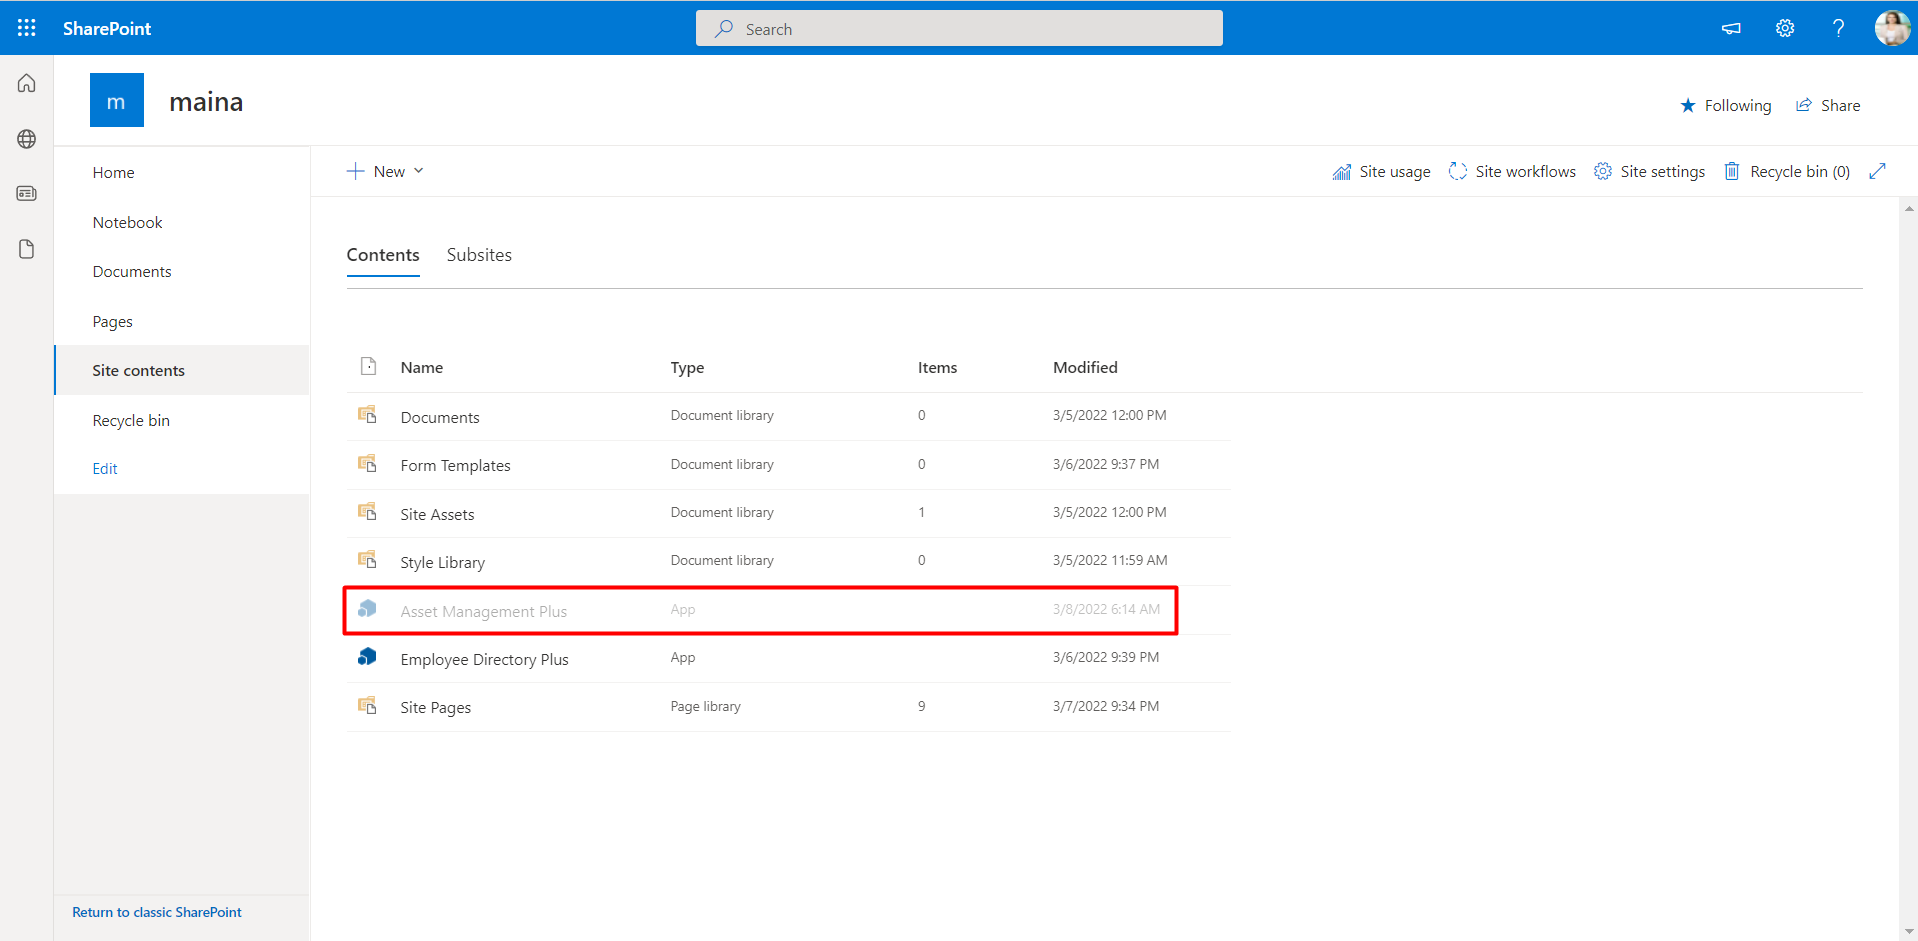 SharePoint
Search
m
maina
Following
Share
Home
Notebook
Documents
Pages
Site contents
Recycle bin
Edit
New
Site usage
Site workflows
Site settings
Recycle bin (0)
Contents
Subsites
Name Type Items Modified
Documents Document library 0 3/5/2022 12:00 PM
Form Templates Document library 0 3/6/2022 9:37 PM
Site Assets Document library 1 3/5/2022 12:00 PM
Style Library Document library 0 3/5/2022 11:59 AM
Asset Management Plus App 3/8/2022 6:14 AM
Employee Directory Plus App 3/6/2022 9:39 PM
Site Pages Page library 9 3/7/2022 9:34 PM
Return to classic SharePoint